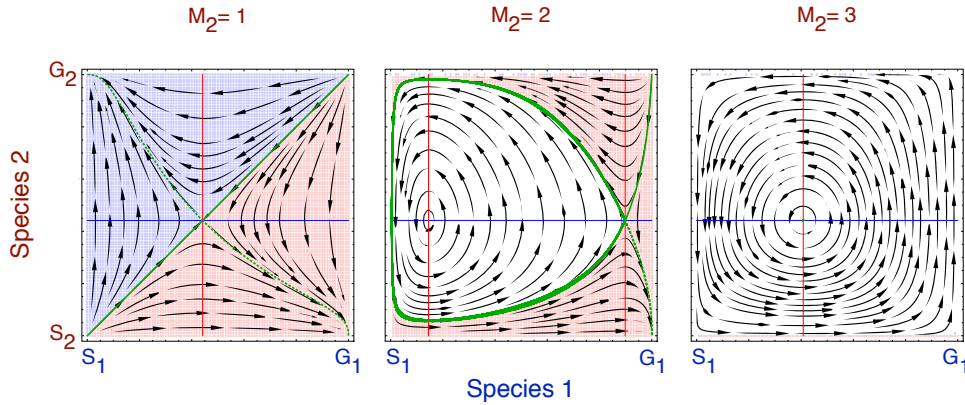 M2= 1 M2= 2 M2= 3
G2
Species 2
S2
S1 G1 S1 G1 S1 G1
Species 1